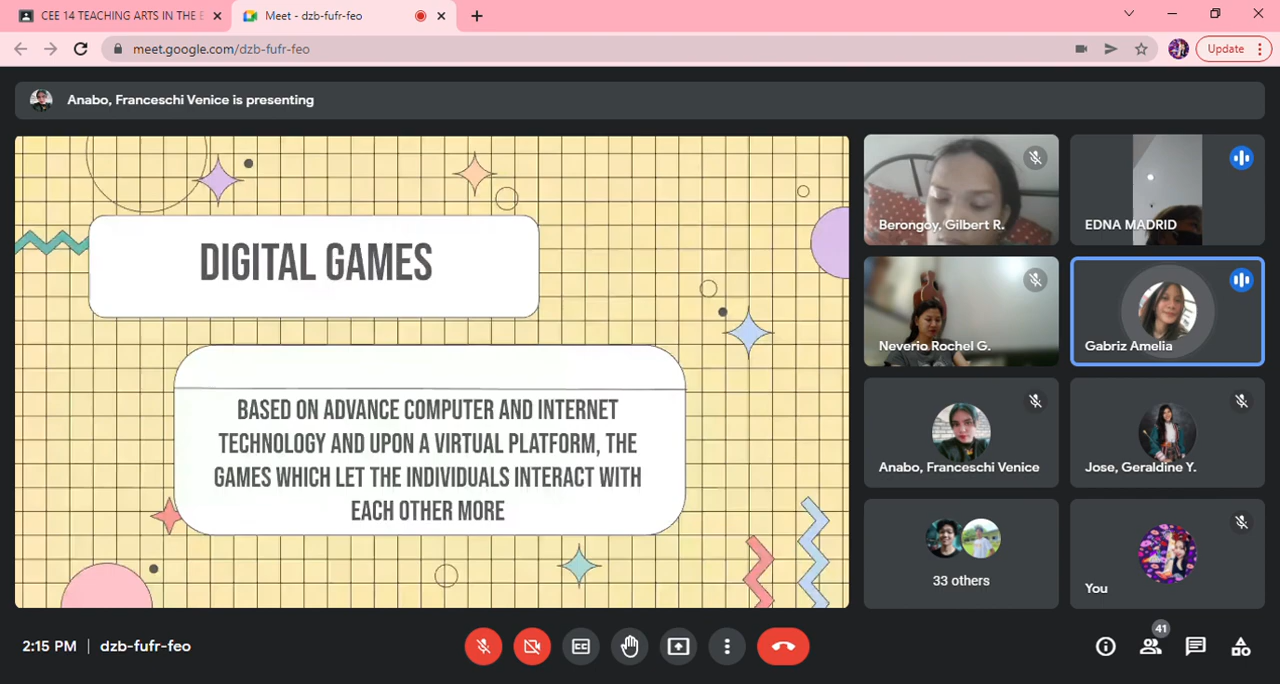 CEE 14 TEACHING ARTS IN THE E
Meet - dzb-fufr-feo
meet.google.com/dzb-fufr-feo
Update
Anabo, Franceschi Venice is presenting
DIGITAL GAMES
BASED ON ADVANCE COMPUTER AND INTERNET
TECHNOLOGY AND UPON A VIRTUAL PLATFORM, THE
GAMES WHICH LET THE INDIVIDUALS INTERACT WITH
EACH OTHER MORE
Berongoy, Gilbert R.
EDNA MADRID
Neverio Rochel G.
Gabriz Amelia
Anabo, Franceschi Venice
Jose, Geraldine Y.
33 others
You
2:15 PM | dzb-fufr-feo
CC
41